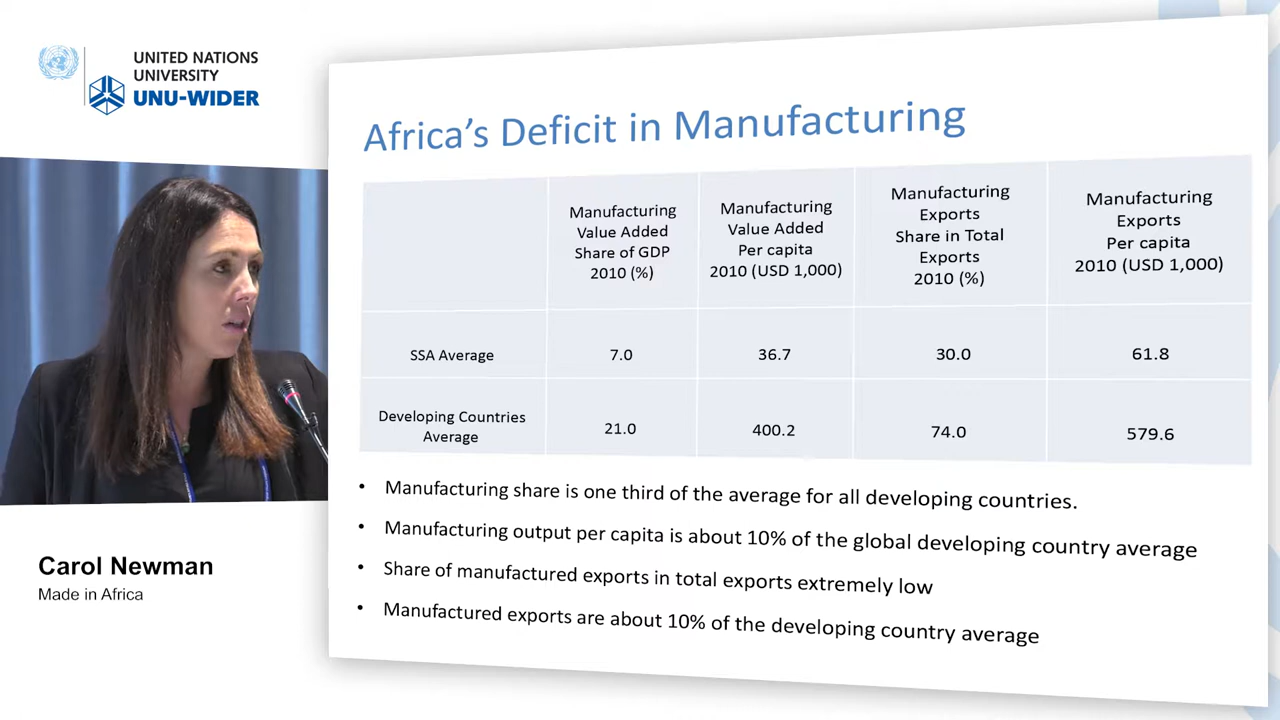 UNITED NATIONS
UNIVERSITY
UNU-WIDER
Africa's Deficit in Manufacturing
Manufacturing
Value Added
Share of GDP
2010 (%)
Manufacturing
Value Added
Per capita
2010 (USD 1,000)
Manufacturing
Exports
Share in Total
Exports
2010 (%)
Manufacturing
Exports
Per capita
2010 (USD 1,000)
SSA Average
7.0
36.7
30.0
61.8
Developing Countries
Average
21.0
400.2
74.0
579.6
• Manufacturing share is one third of the average for all developing countries.
• Manufacturing output per capita is about 10% of the global developing country average
• Share of manufactured exports in total exports extremely low
• Manufactured exports are about 10% of the developing country average
Carol Newman
Made in Africa